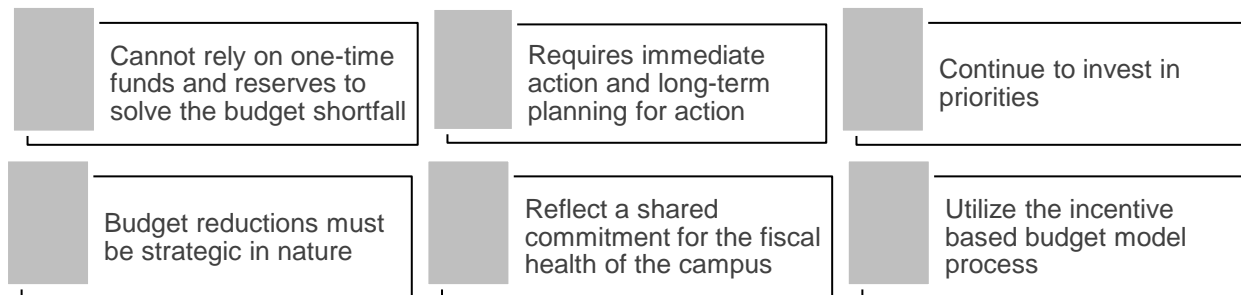 Cannot rely on one-time
funds and reserves to
solve the budget shortfall
Requires immediate
action and long-term
planning for action
Continue to invest in
priorities
Budget reductions must
be strategic in nature
Reflect a shared
commitment for the fiscal
health of the campus
Utilize the incentive
based budget model
process